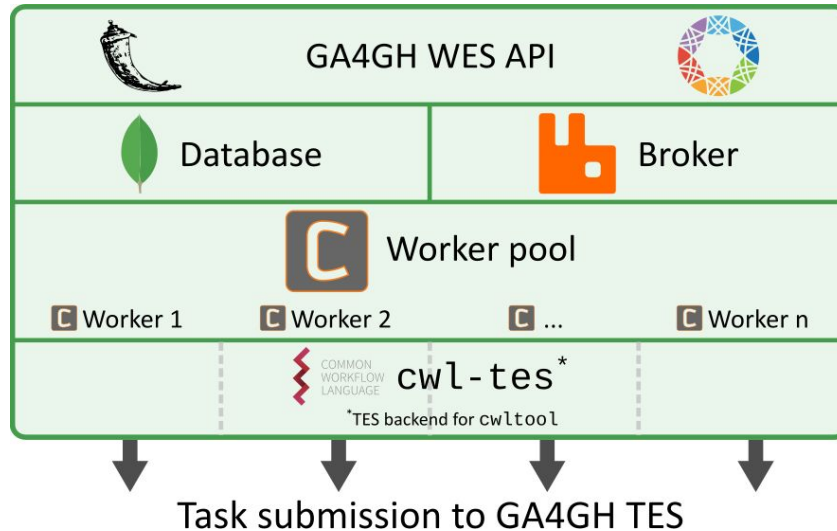 GA4GH WES API
Database
Broker
C Worker pool
C Worker 1
C Worker 2
C ...
C Worker n
COMMON
WORKFLOW
LANGUAGE
cwl-tes*
*TES backend for cwltool
Task submission to GA4GH TES